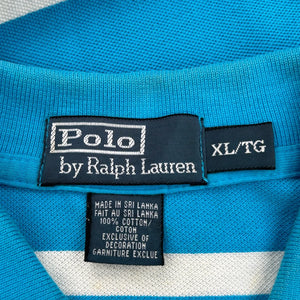 Polo
by Ralph Lauren
XL/TG
MADE IN SRI LANKA
FAIT AU SRI LANKA
100% COTTON/
COTON
EXCLUSIVE OF
DECORATION
GARNITURE EXCLUE